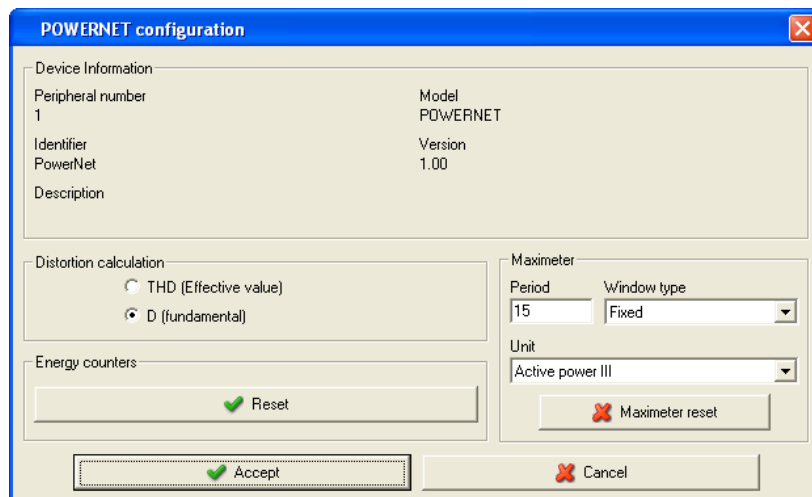 POWERNET configuration
Device Information
Peripheral number
Model
1
POWERNET
Identifier
Version
PowerNet
1.00
Description
Distortion calculation
THD (Effective value)
D (fundamental)
Energy counters
Reset
Maximeter
Period
Window type
15
Fixed
Unit
Active power III
Maximeter reset
Accept
Cancel